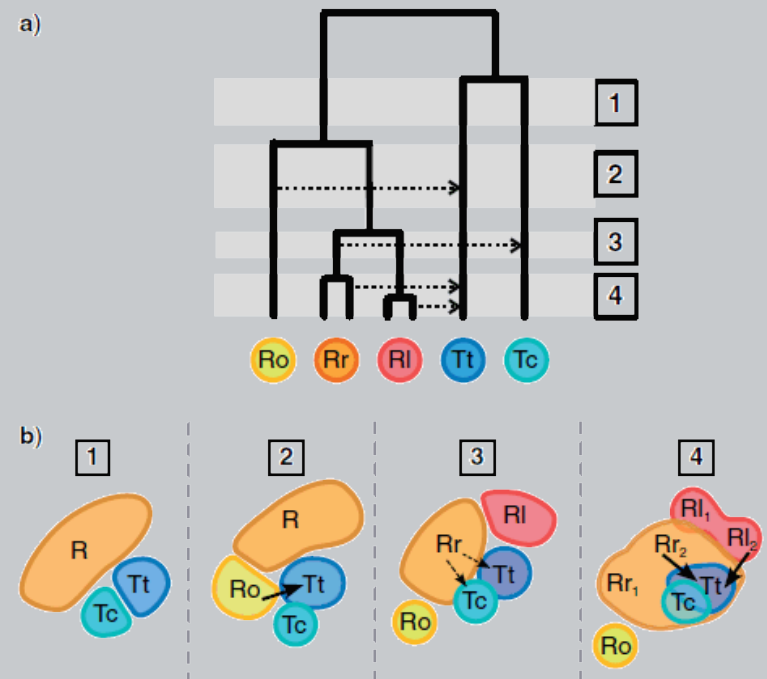 a)
1
2
3
4
Ro Rr Rl Tt Tc
b)
1 2 3 4
R Tt Tc
R Ro Tt Tc
Rl Rr Tt Tc Ro
Rl1 Rl2 Rr2 Rr1 Tt Tc Ro